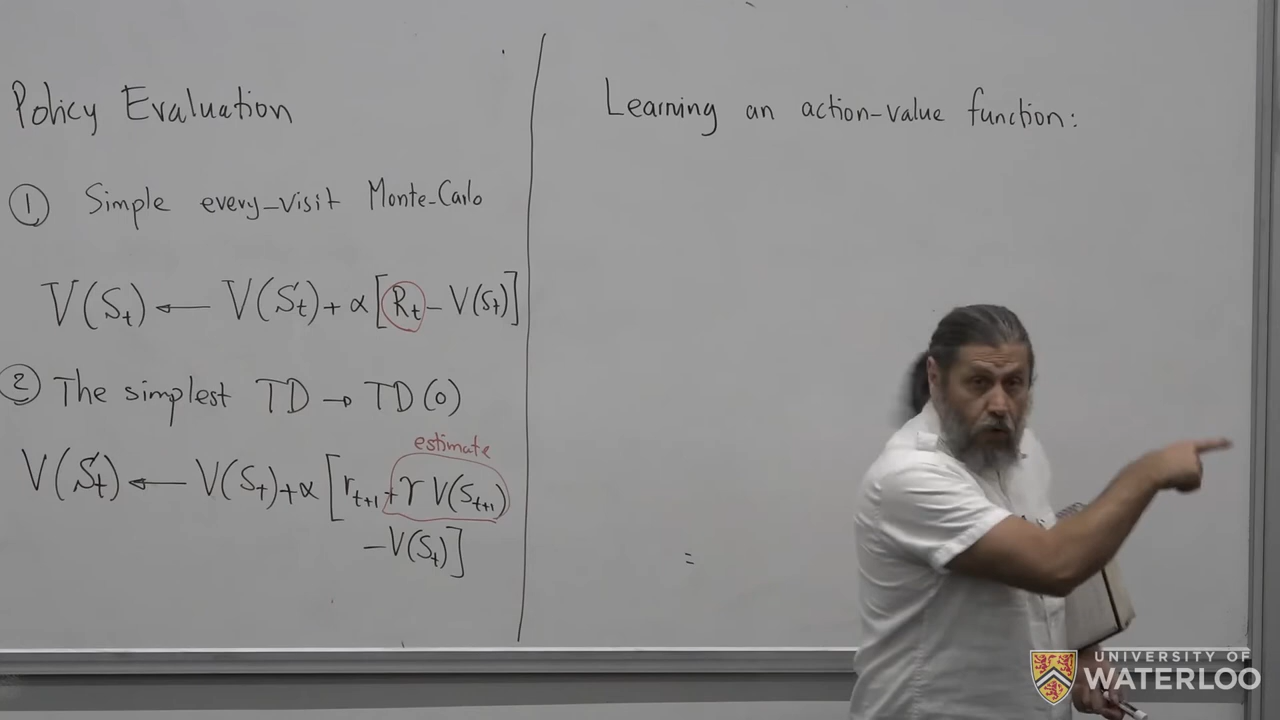 Policy Evaluation
① Simple every-visit Monte-Carlo
V(St) ← V(St) + α [Rt - V(St)]
② The simplest TD → TD(0)
estimate
V(St) ← V(St) + α [rt+1 + γ V(St+1)
- V(St)]
Learning an action-value function:
=
UNIVERSITY OF
WATERLOO